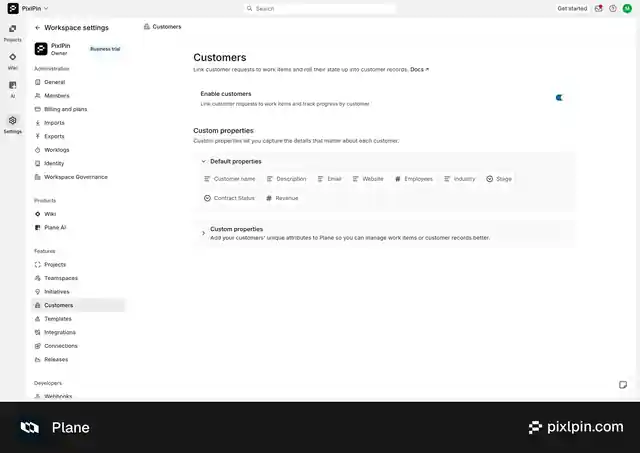 PixlPin
Search
Get started
M
Projects
Wiki
AI
Settings
Workspace settings
PixlPin
Owner
Business trial
Administration
General
Members
Billing and plans
Imports
Exports
Worklogs
Identity
Workspace Governance
Products
Wiki
Plane AI
Features
Projects
Teamspaces
Initiatives
Customers
Templates
Integrations
Connections
Releases
Developers
Webhooks
Customers
Customers
Link customer requests to work items and roll their state up into customer records. Docs ↗
Enable customers
Link customer requests to work items and track progress by customer.
Custom properties
Custom properties let you capture the details that matter about each customer.
Default properties
Customer name Description Email Website # Employees Industry Stage
Contract Status # Revenue
Custom properties
Add your customers' unique attributes to Plane so you can manage work items or customer records better.
Plane
pixlpin.com